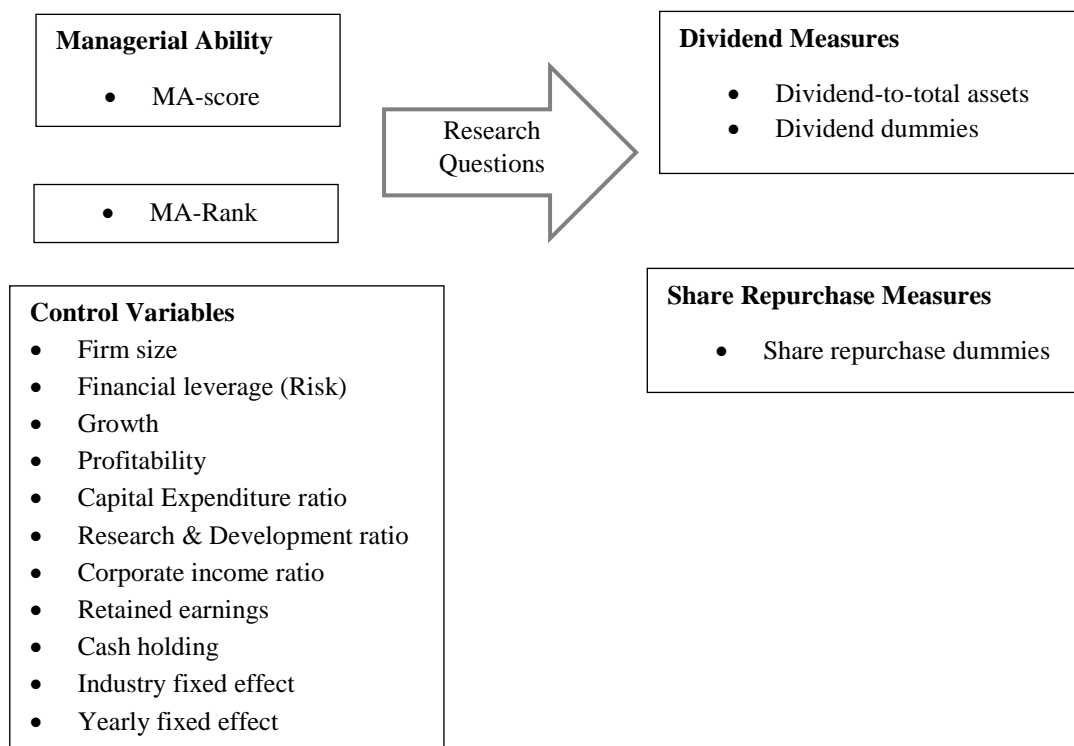 Managerial Ability
• MA-score
• MA-Rank
Control Variables
• Firm size
• Financial leverage (Risk)
• Growth
• Profitability
• Capital Expenditure ratio
• Research & Development ratio
• Corporate income ratio
• Retained earnings
• Cash holding
• Industry fixed effect
• Yearly fixed effect
Research
Questions
Dividend Measures
• Dividend-to-total assets
• Dividend dummies
Share Repurchase Measures
• Share repurchase dummies